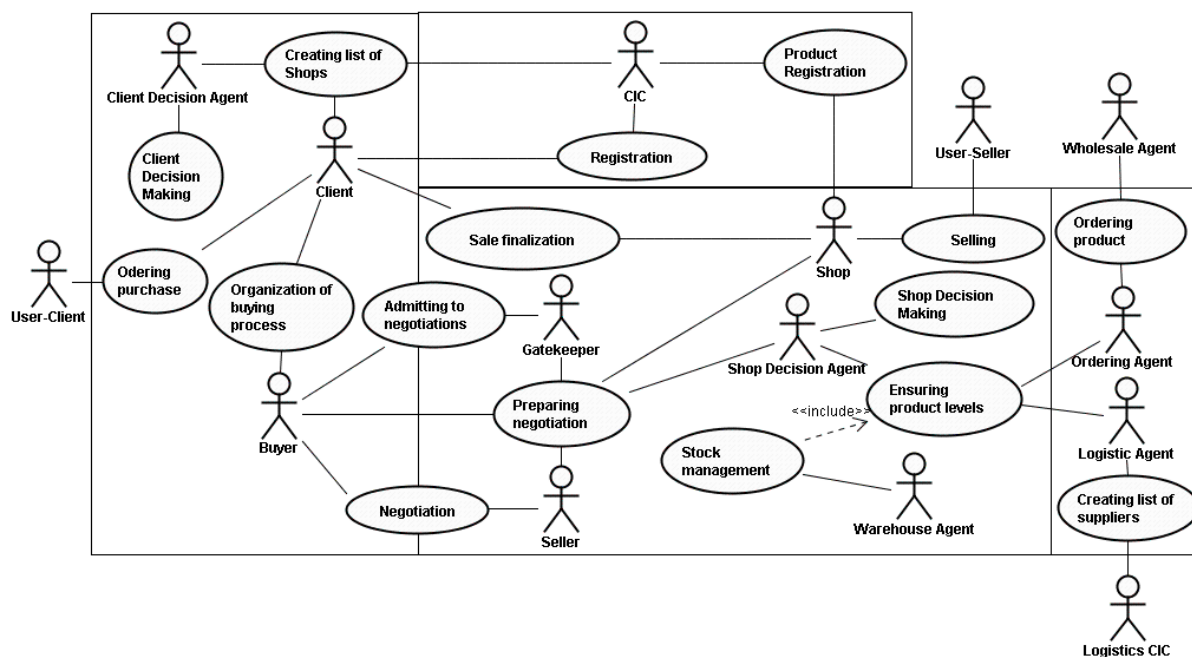 Creating list of
Shops
Client Decision Agent
CIC
Product
Registration
Client
Decision
Making
Client
Registration
User-Seller
Wholesale Agent
Ordering
product
Sale finalization
Shop
Selling
User-Client
Odering
purchase
Organization of
buying
process
Admitting to
negotiations
Gatekeeper
Shop Decision
Making
Shop Decision Agent
Ordering Agent
Ensuring
product levels
<<include>>
Preparing
negotiation
Buyer
Stock
management
Logistic Agent
Negotiation
Seller
Warehouse Agent
Creating list of
suppliers
Logistics CIC